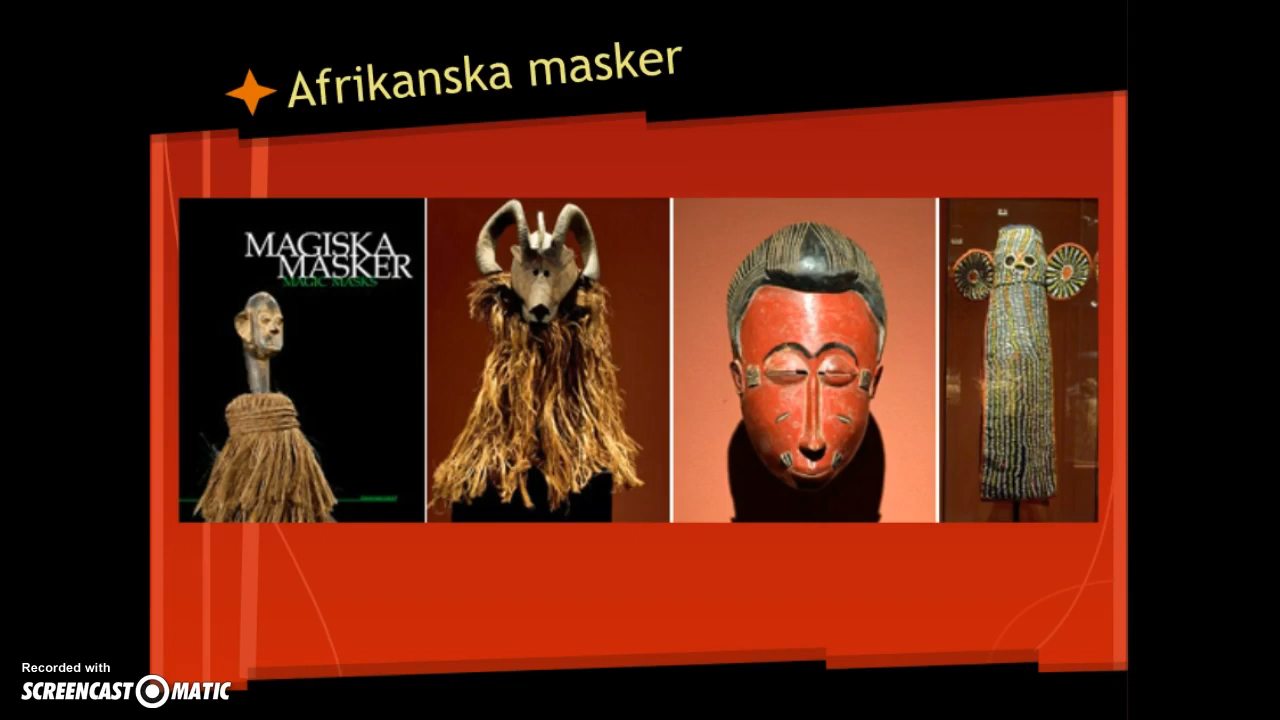 Afrikanska masker
MAGISKA
MASKER
MAGIC MASKS
Recorded with
SCREENCAST MATIC